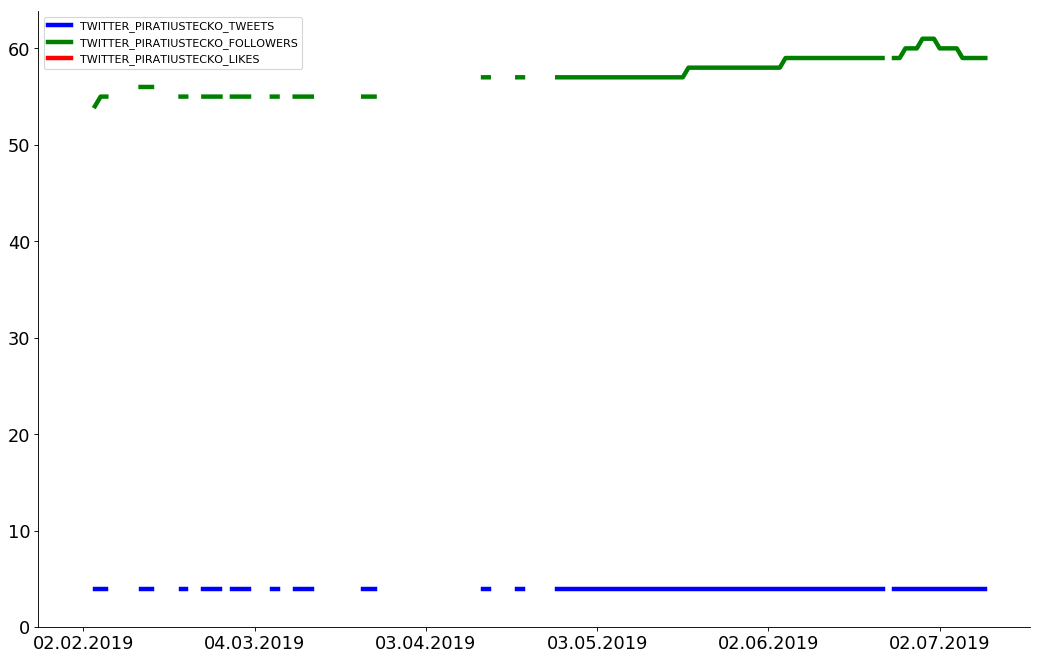 TWITTER_PIRATIUSTECKO_TWEETS
TWITTER_PIRATIUSTECKO_FOLLOWERS
TWITTER_PIRATIUSTECKO_LIKES
60
50
40
30
20
10
0
02.02.2019 04.03.2019 03.04.2019 03.05.2019 02.06.2019 02.07.2019